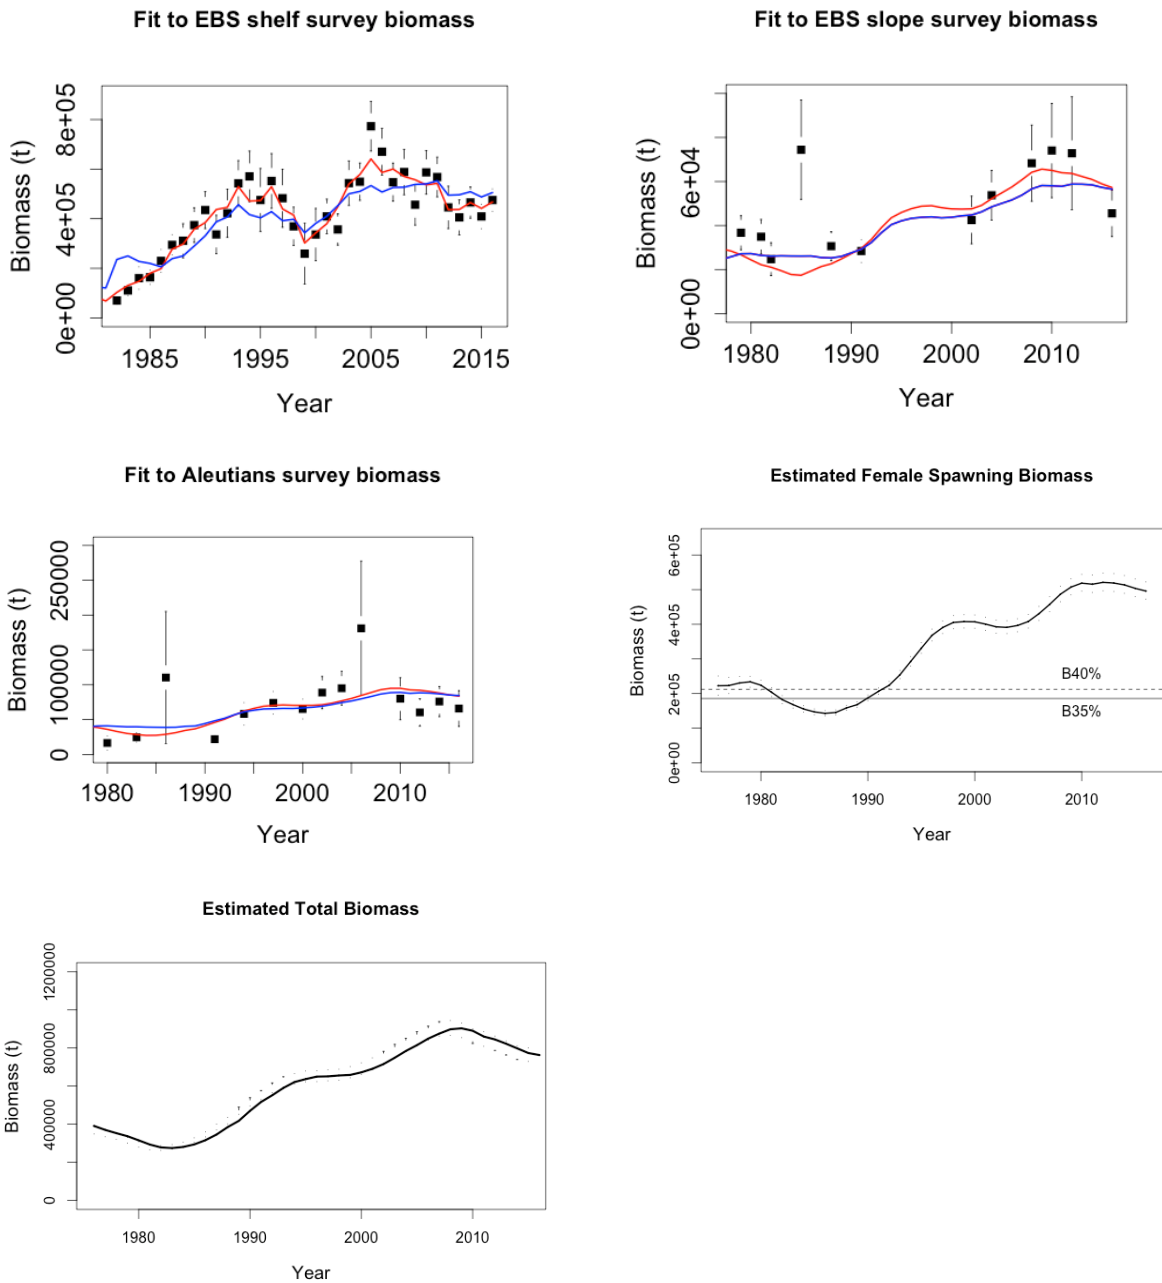 Fit to EBS shelf survey biomass
Biomass (t)
8e+05
4e+05
0e+00
1985
1995
2005
2015
Year
Fit to EBS slope survey biomass
Biomass (t)
6e+04
0e+00
1980
1990
2000
2010
Year
Fit to Aleutians survey biomass
Biomass (t)
250000
100000
0
1980
1990
2000
2010
Year
Estimated Female Spawning Biomass
Biomass (t)
6e+05
4e+05
2e+05
0e+00
B40%
B35%
1980
1990
2000
2010
Year
Estimated Total Biomass
Biomass (t)
1200000
800000
400000
0
1980
1990
2000
2010
Year